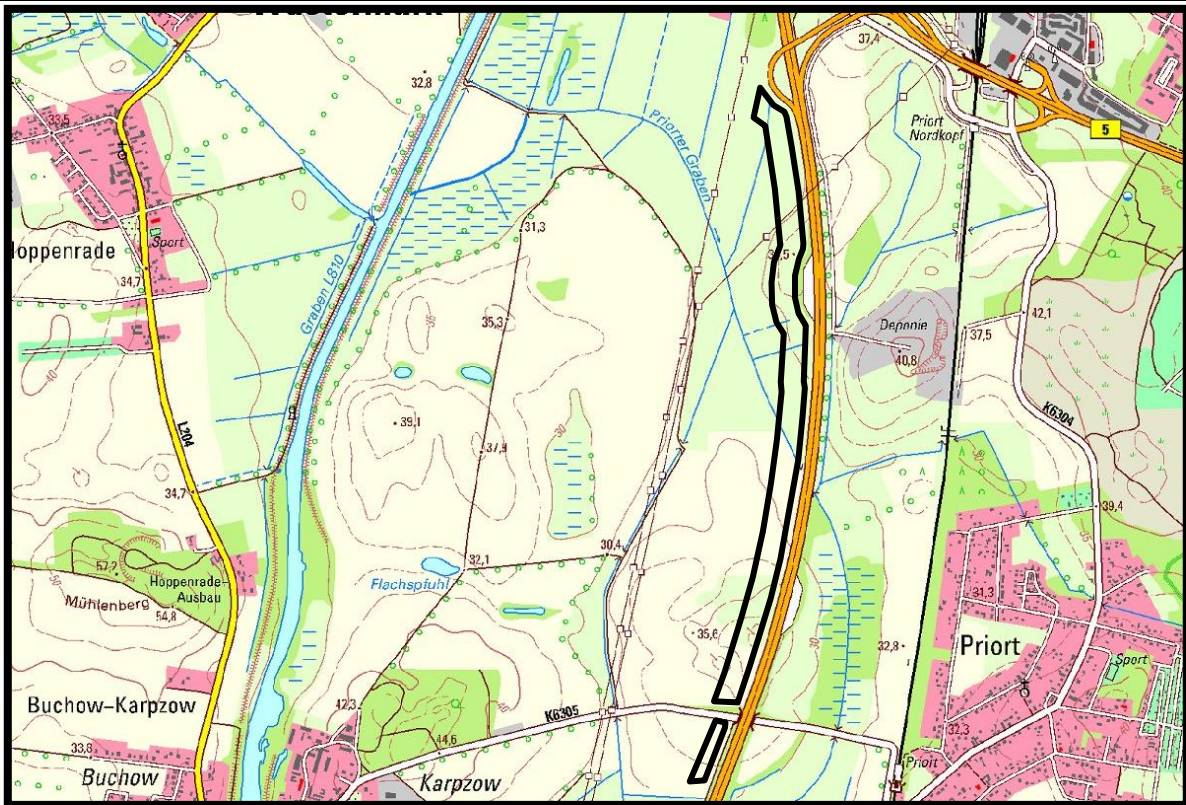 32,8
37,4
5
Priort
Nordkopf
33,5
Priorter Graben
Sport
31,3
oppenrade
34,7
Graben L810
35,3
Deponie
40,8
37,5
42,1
K6304
39,1
L204
34,7
39,4
30
32,1
30,4
57,2
Hoppenrade-
Ausbau
Flachspfuhl
Mühlenberg
54,8
31,3
35,6
32,8
Priort
Sport
Buchow-Karpzow
42,3
K6305
44,6
32,3
33,8
Buchow
Karpzow
Priort